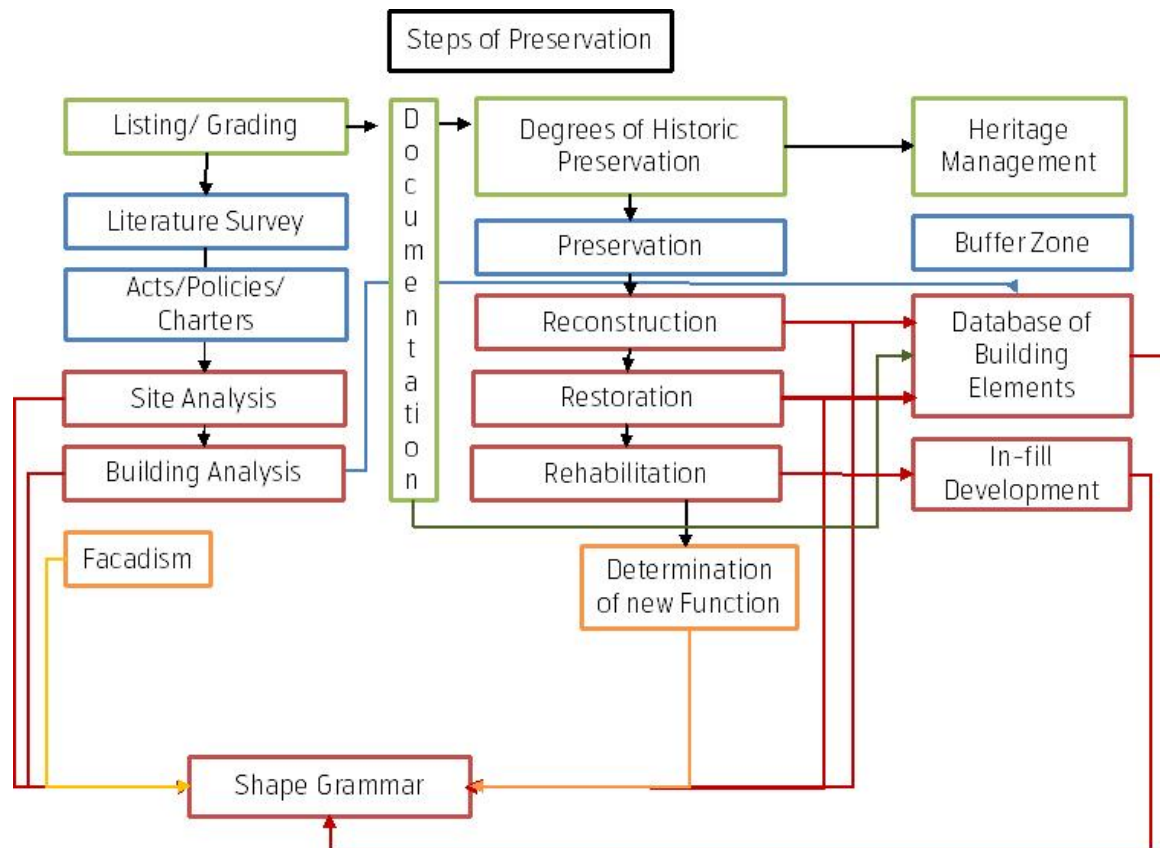 Steps of Preservation
Listing/ Grading
Documentation
Degrees of Historic
Preservation
Heritage
Management
Literature Survey
Preservation
Buffer Zone
Acts/Policies/
Charters
Reconstruction
Database of
Building
Elements
Site Analysis
Restoration
Building Analysis
Rehabilitation
In-fill
Development
Facadism
Determination
of new Function
Shape Grammar